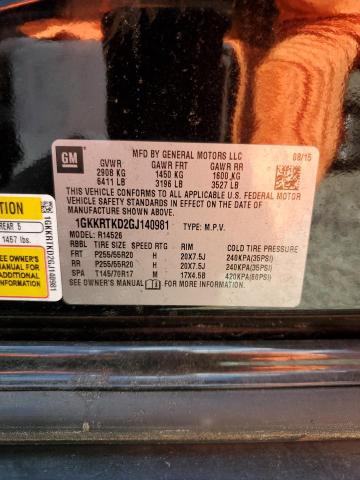 GM
MFD BY GENERAL MOTORS LLC
08/15
GVWR GAWR FRT GAWR RR
2908 KG 1450 KG 1600 KG
6411 LB 3196 LB 3527 LB
THIS VEHICLE CONFORMS TO ALL APPLICABLE U.S. FEDERAL MOTOR
VEHICLE SAFETY STANDARDS IN EFFECT ON THE DATE OF
MANUFACTURE SHOWN ABOVE.
1GKKRTKD2GJ140981 TYPE: M.P.V.
MODEL: R14526
RBBL TIRE SIZE SPEED RTG RIM COLD TIRE PRESSURE
FRT P255/55R20 H 20X7.5J 240KPA(35PSI)
RR P255/55R20 H 20X7.5J 240KPA(35PSI)
SPA T145/70R17 M 17X4.5B 420KPA(60PSI)
SEE OWNER'S MANUAL FOR MORE INFORMATION.
TION
REAR 5
1457 lbs.
SEE OWNER'S
MANUAL FOR
ADDITIONAL
INFORMATION
1GKKRTKD2GJ140981